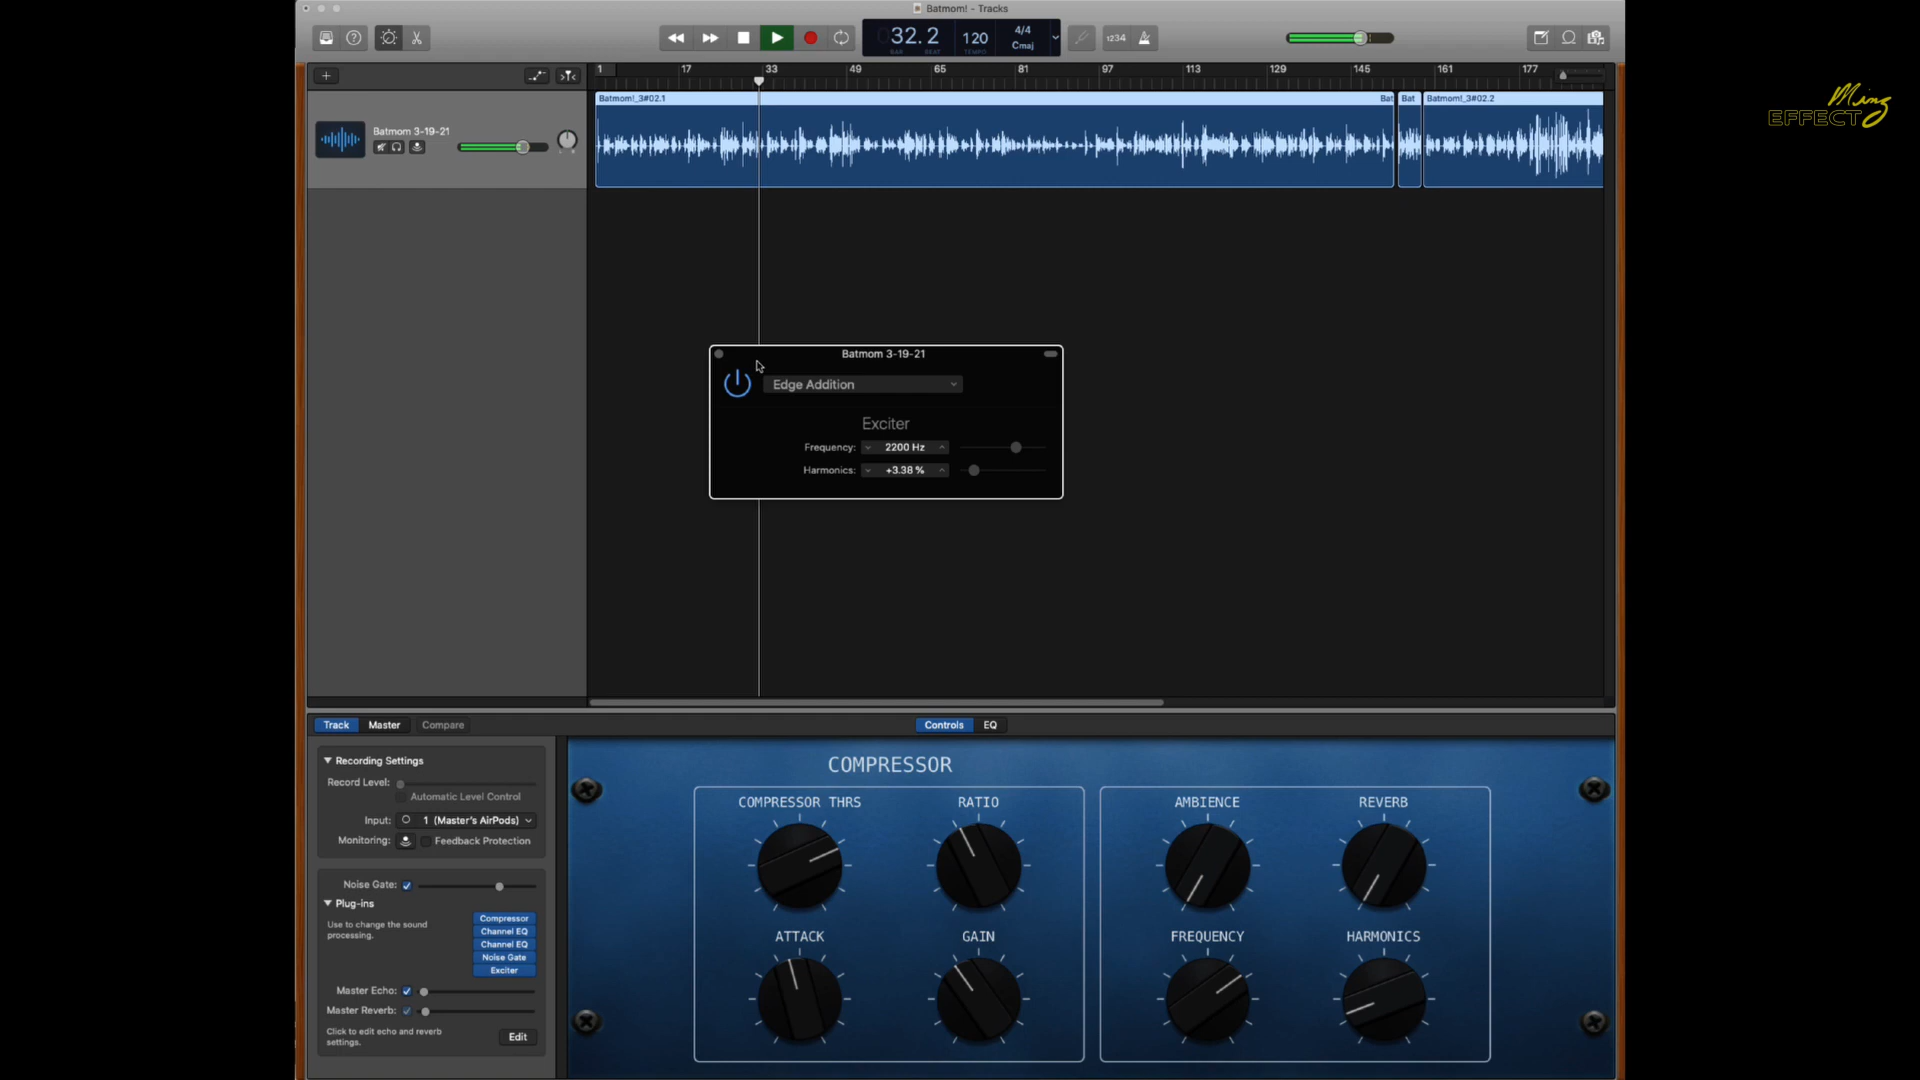 Batmom! - Tracks
32.2
BAR
BEAT
120
TEMPO
4/4
Cmaj
1234
Ming
EFFECT
1
17
33
49
65
81
97
113
129
145
161
177
Batmom!_3#02.1
Bat
Bat
Batmom!_3#02.2
Batmom 3-19-21
Batmom 3-19-21
Edge Addition
Exciter
Frequency: 2200 Hz
Harmonics: +3.38 %
Track
Master
Compare
Controls
EQ
Recording Settings
Record Level:
Automatic Level Control
Input: 1 (Master's AirPods)
Monitoring: Feedback Protection
Noise Gate:
Plug-ins
Use to change the sound
processing.
Compressor
Channel EQ
Channel EQ
Noise Gate
Exciter
Master Echo:
Master Reverb:
Click to edit echo and reverb
settings.
Edit
COMPRESSOR
COMPRESSOR THRS
RATIO
AMBIENCE
REVERB
ATTACK
GAIN
FREQUENCY
HARMONICS